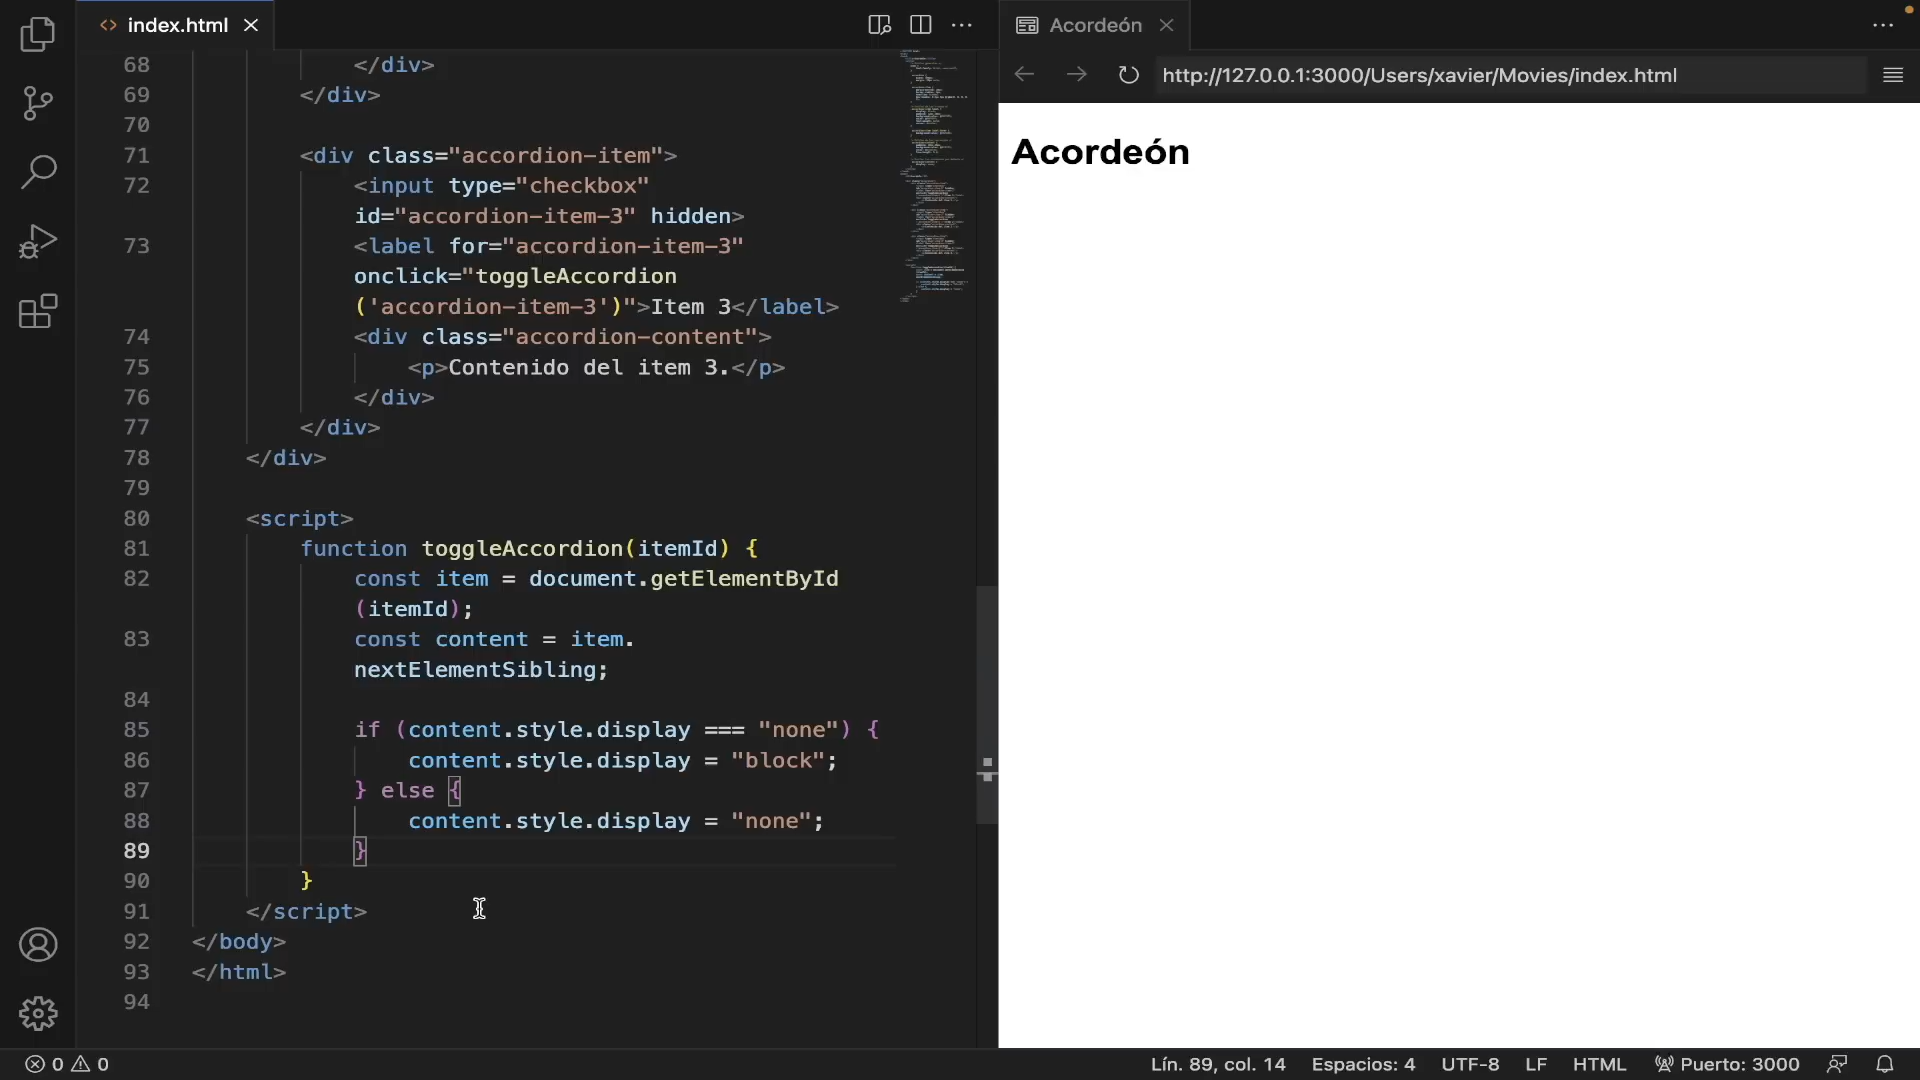 index.html
Acordeón
http://127.0.0.1:3000/Users/xavier/Movies/index.html
68 </div>
69 </div>
70
71 <div class="accordion-item">
72 <input type="checkbox"
id="accordion-item-3" hidden>
73 <label for="accordion-item-3"
onclick="toggleAccordion
('accordion-item-3')">Item 3</label>
74 <div class="accordion-content">
75 <p>Contenido del item 3.</p>
76 </div>
77 </div>
78 </div>
79
80 <script>
81 function toggleAccordion(itemId) {
82 const item = document.getElementById
(itemId);
83 const content = item.
nextElementSibling;
84
85 if (content.style.display === "none") {
86 content.style.display = "block";
87 } else {
88 content.style.display = "none";
89 }
90 }
91 </script>
92 </body>
93 </html>
94
Acordeón
0 0
Lín. 89, col. 14 Espacios: 4 UTF-8 LF HTML Puerto: 3000